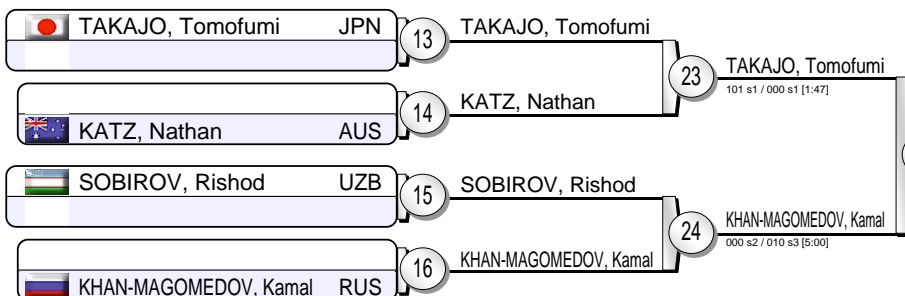 TAKAJO, Tomofumi JPN
13
TAKAJO, Tomofumi
23
TAKAJO, Tomofumi
101 s1 / 000 s1 [1:47]
KATZ, Nathan AUS
14
KATZ, Nathan
SOBIROV, Rishod UZB
15
SOBIROV, Rishod
24
KHAN-MAGOMEDOV, Kamal
000 s2 / 010 s3 [5:00]
KHAN-MAGOMEDOV, Kamal RUS
16
KHAN-MAGOMEDOV, Kamal